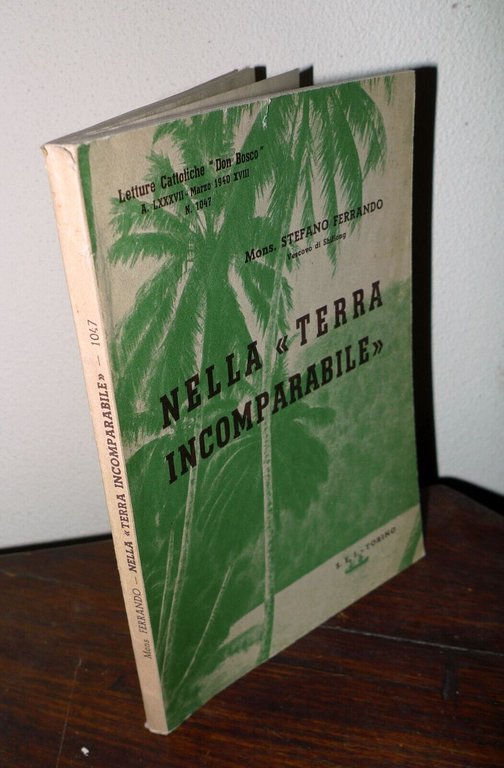 Letture Cattoliche "Don Bosco"
A. LXXXVII - Marzo 1940 XVIII
N. 1047
Mons. STEFANO FERRANDO
Vescovo di Shillong
NELLA « TERRA
INCOMPARABILE»
S. E. I. - TORINO
Mons. FERRANDO — NELLA «TERRA INCOMPARABILE» — 1047